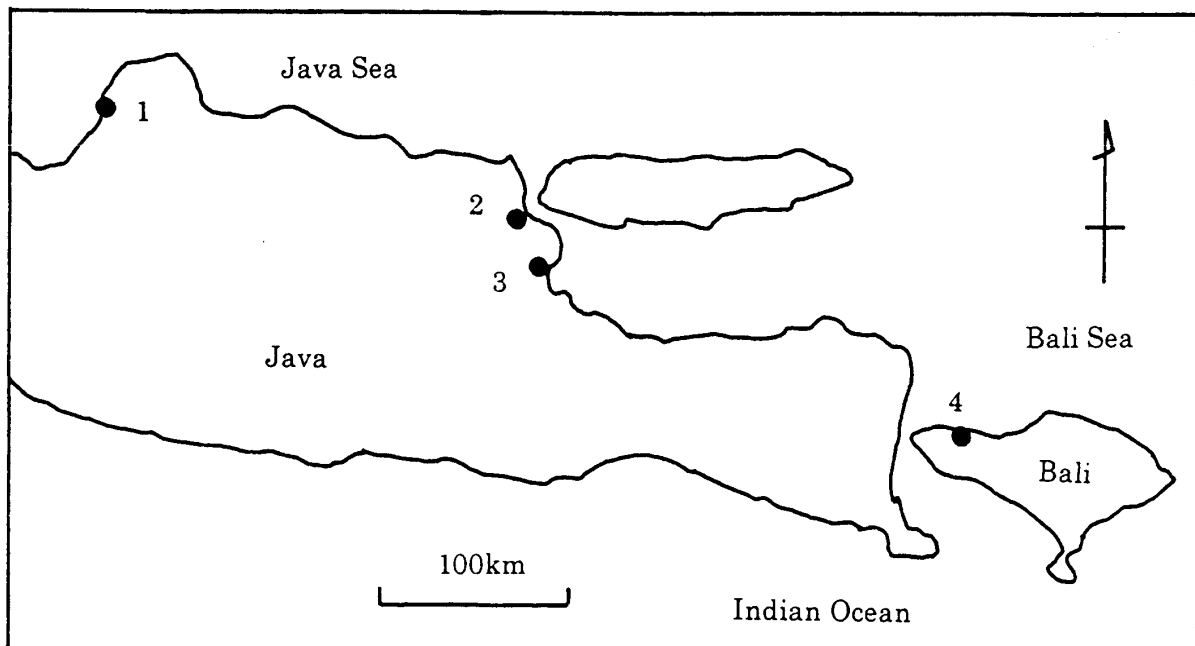 Java Sea
1
2
3
Java
Bali Sea
4
Bali
100km
Indian Ocean